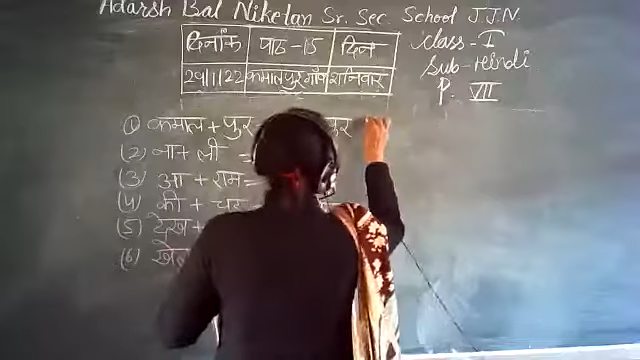 Adarsh Bal Niketan Sr. Sec. School J.J.N.
दिनाँक पाठ-15 दिन
29/1/22 कमालपुर गाँव शनिवार
Class - I
Sub - Hindi
P. VII
(1) कमाल + पुर पुर
(2) ना + ली =
(3) आ + राम =
(4) की + चड़
(5) देख +
(6) खेल